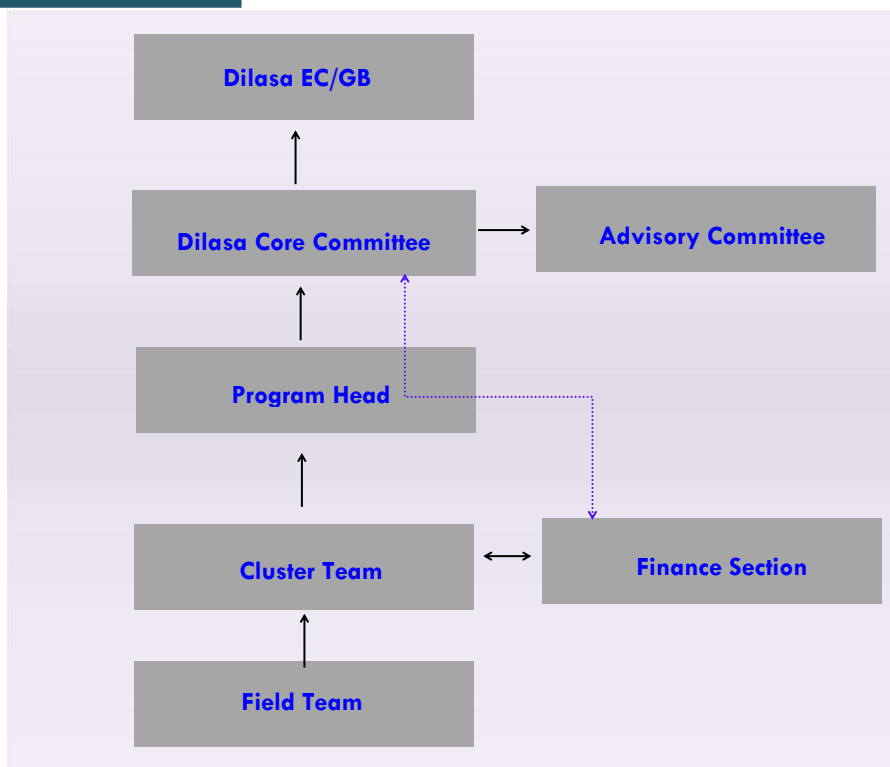 Dilasa EC/GB
Dilasa Core Committee
Advisory Committee
Program Head
Cluster Team
Finance Section
Field Team